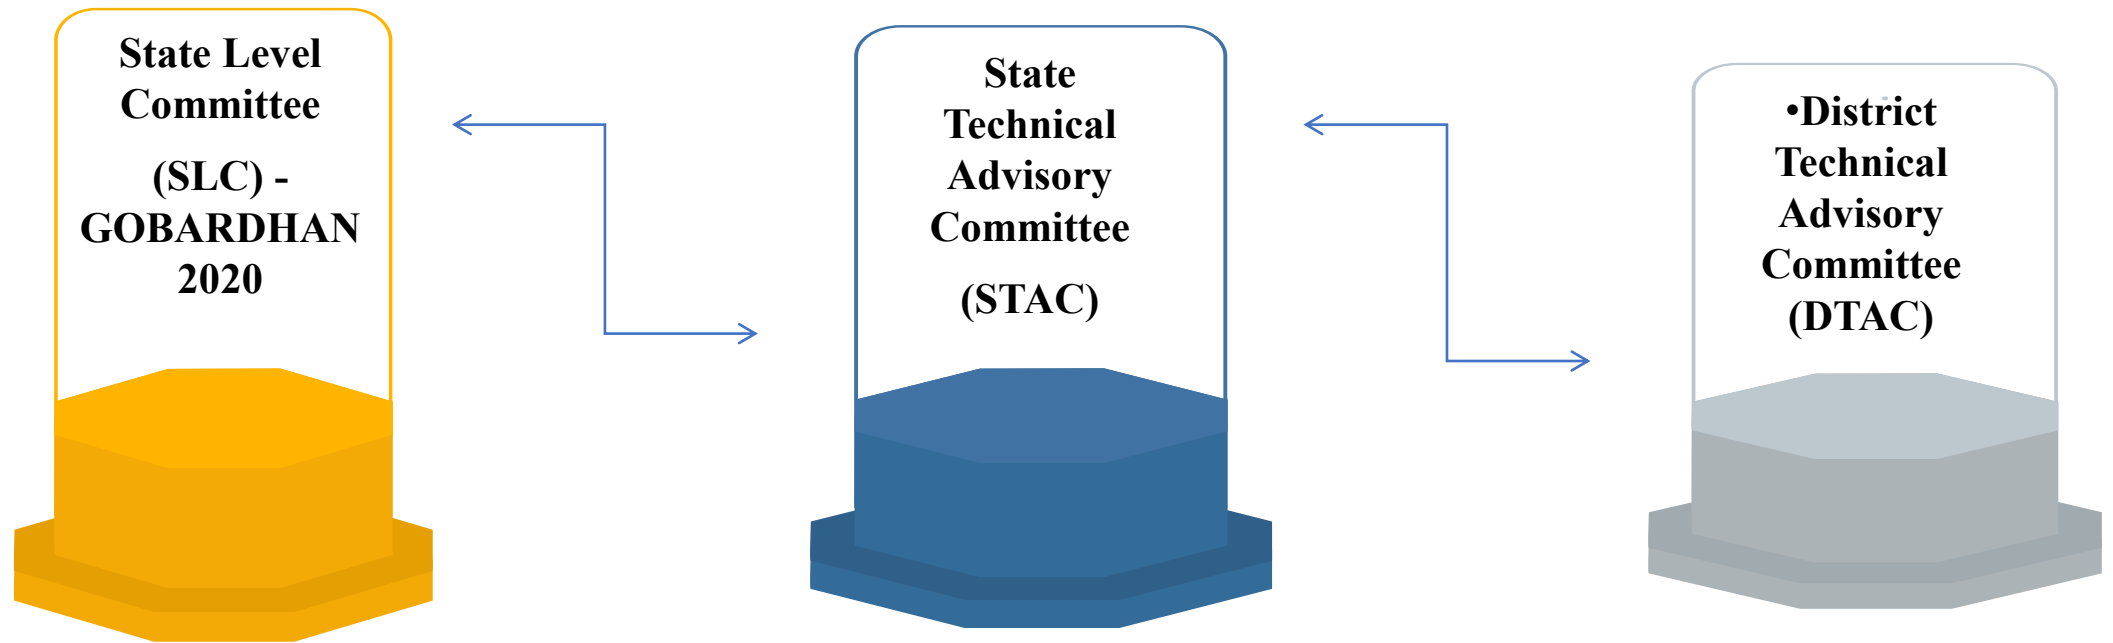 State Level
Committee
(SLC) -
GOBARDHAN
2020
State
Technical
Advisory
Committee
(STAC)
•District
Technical
Advisory
Committee
(DTAC)